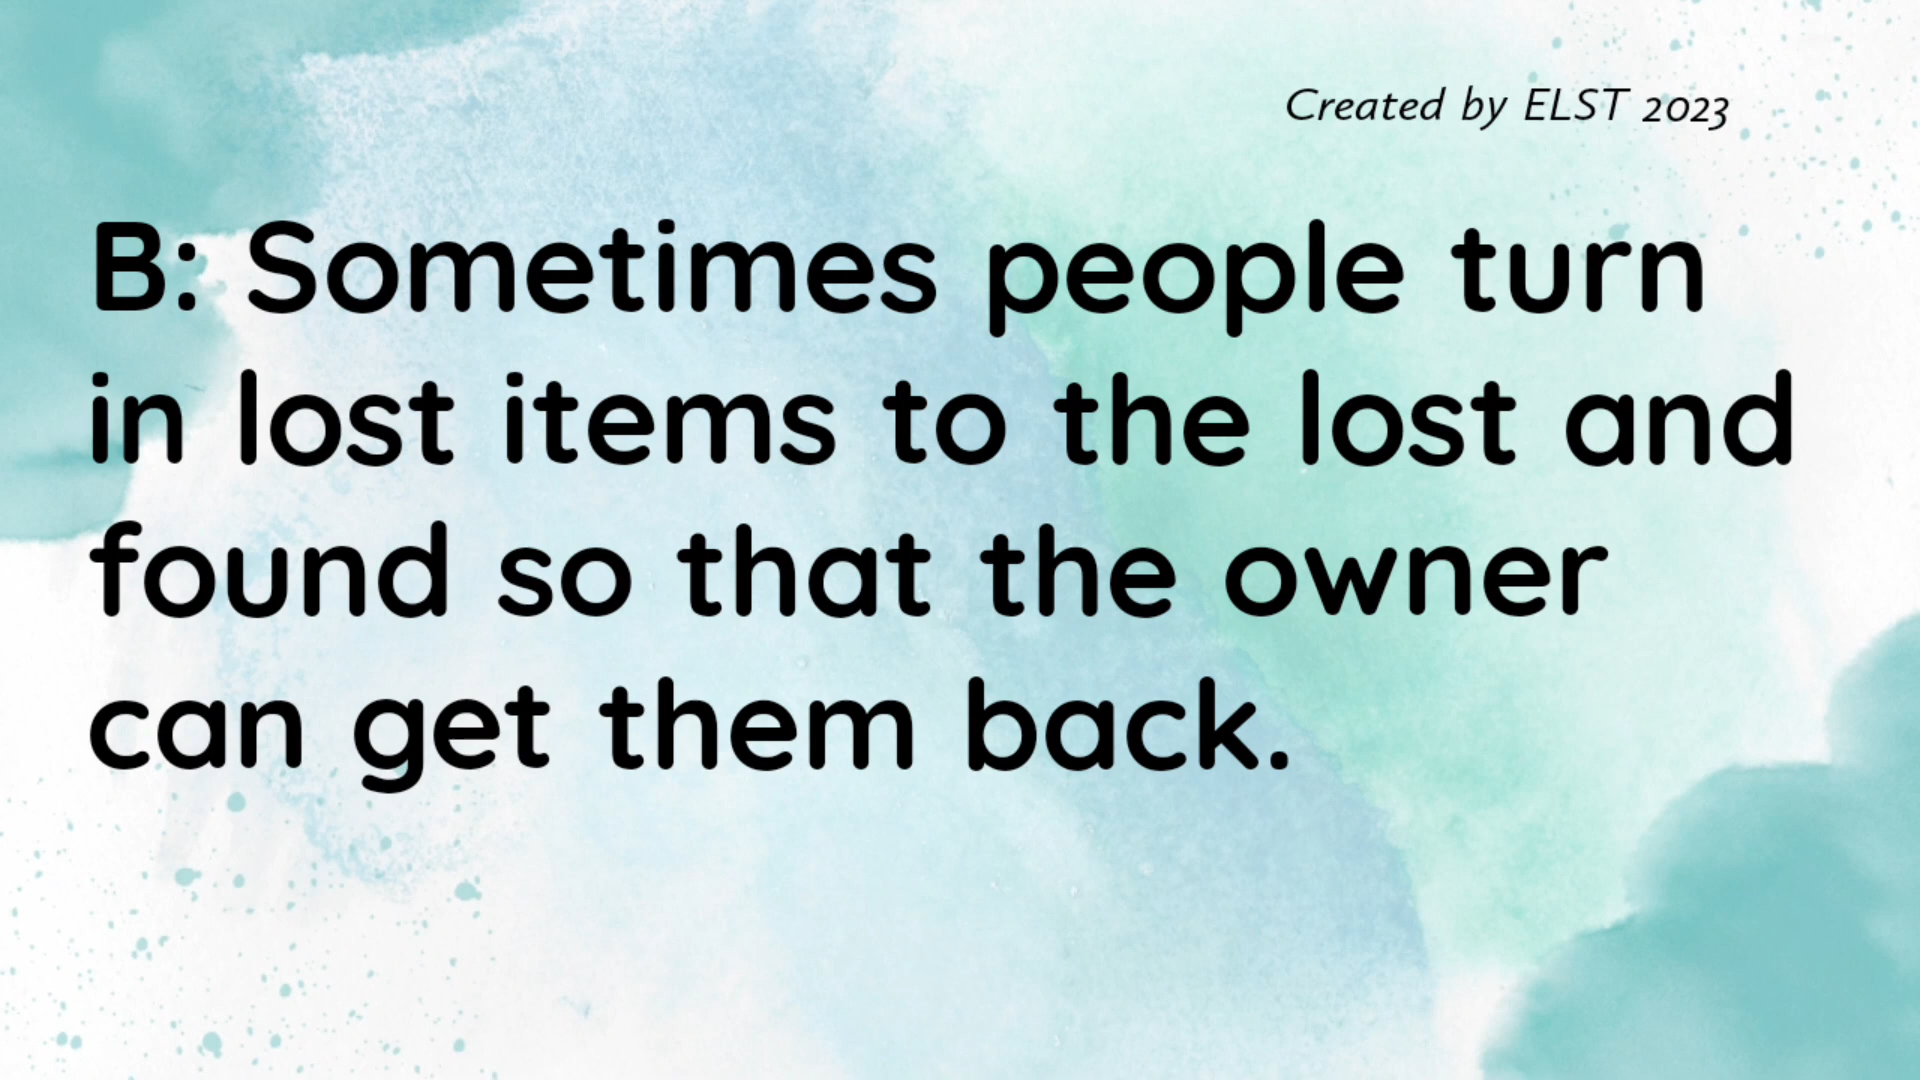 Created by ELST 2023
B: Sometimes people turn
in lost items to the lost and
found so that the owner
can get them back.